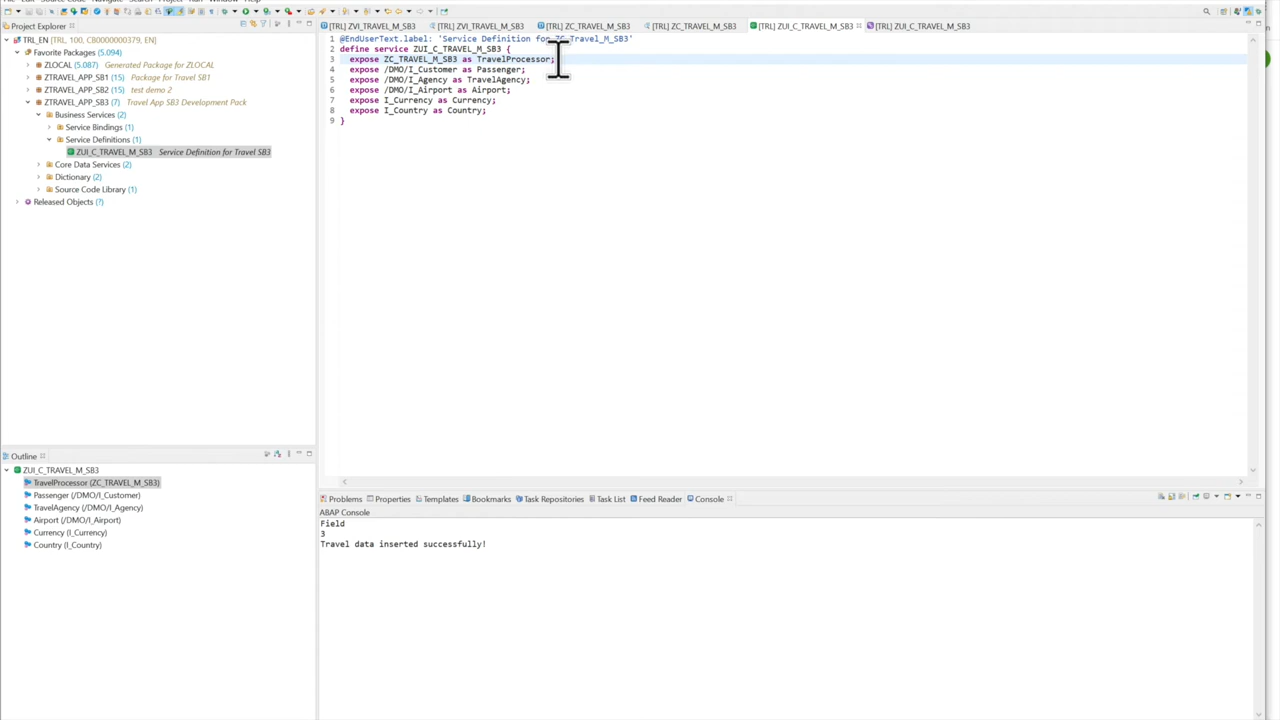 Project Explorer
TRL_EN [TRL, 100, CB0000000379, EN]
Favorite Packages (5.094)
ZLOCAL (5.087) Generated Package for ZLOCAL
ZTRAVEL_APP_SB1 (15) Package for Travel SB1
ZTRAVEL_APP_SB2 (15) test demo 2
ZTRAVEL_APP_SB3 (7) Travel App SB3 Development Pack
Business Services (2)
Service Bindings (1)
Service Definitions (1)
ZUI_C_TRAVEL_M_SB3 Service Definition for Travel SB3
Core Data Services (2)
Dictionary (2)
Source Code Library (1)
Released Objects (?)
[TRL] ZVI_TRAVEL_M_SB3 [TRL] ZVI_TRAVEL_M_SB3 [TRL] ZC_TRAVEL_M_SB3 [TRL] ZC_TRAVEL_M_SB3 [TRL] ZUI_C_TRAVEL_M_SB3 [TRL] ZUI_C_TRAVEL_M_SB3
1 @EndUserText.label: 'Service Definition for ZC_Travel_M_SB3'
2 define service ZUI_C_TRAVEL_M_SB3 {
3 expose ZC_TRAVEL_M_SB3 as TravelProcessor;
4 expose /DMO/I_Customer as Passenger;
5 expose /DMO/I_Agency as TravelAgency;
6 expose /DMO/I_Airport as Airport;
7 expose I_Currency as Currency;
8 expose I_Country as Country;
9 }
Outline
ZUI_C_TRAVEL_M_SB3
TravelProcessor (ZC_TRAVEL_M_SB3)
Passenger (/DMO/I_Customer)
TravelAgency (/DMO/I_Agency)
Airport (/DMO/I_Airport)
Currency (I_Currency)
Country (I_Country)
Problems Properties Templates Bookmarks Task Repositories Task List Feed Reader Console
ABAP Console
Field
3
Travel data inserted successfully!